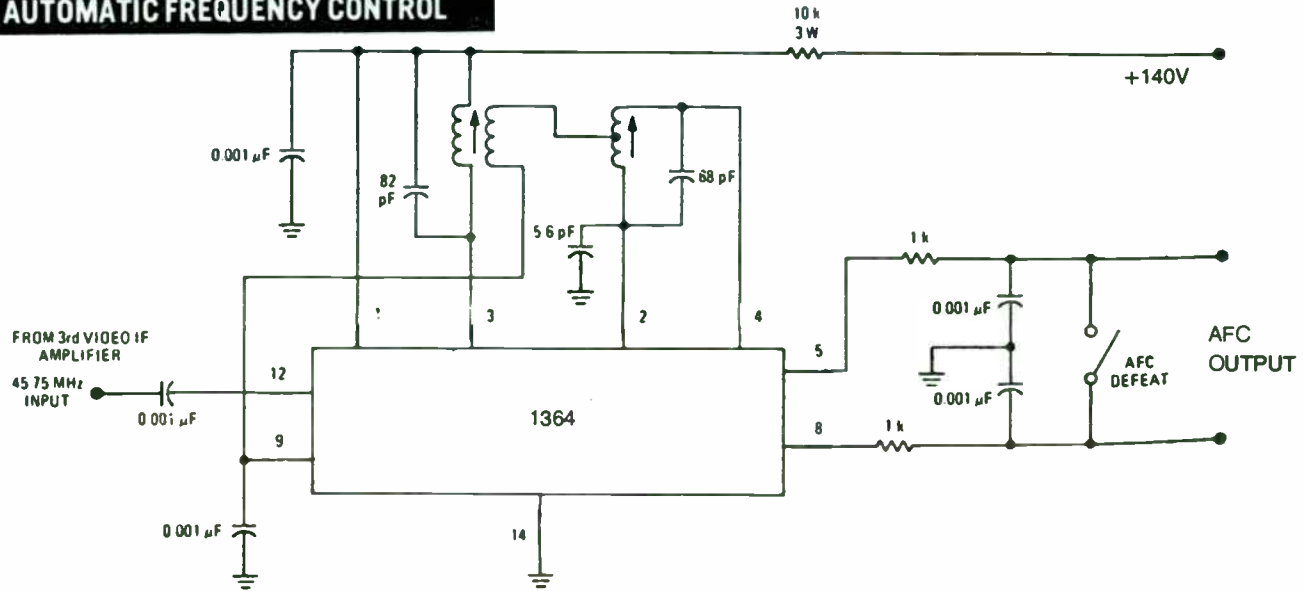 AUTOMATIC FREQUENCY CONTROL
10 k
3 W
+140V
0.001 µF
82
pF
68 pF
5 6 pF
1 k
1
3
2
4
FROM 3rd VIDEO IF
AMPLIFIER
45 75 MHz
INPUT
0 001 µF
12
9
1364
5
8
1 k
0 001 µF
0 001 µF
AFC
DEFEAT
AFC
OUTPUT
0 001 µF
14